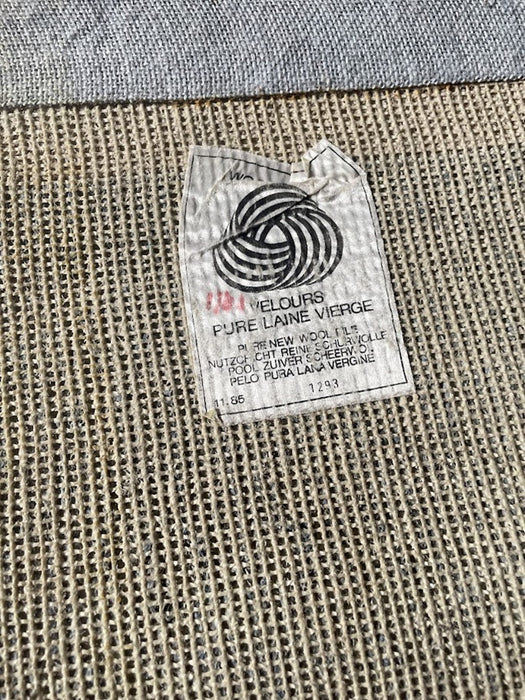 VELOURS
PURE LAINE VIERGE
PURE NEW WOOL PILE
NUTZSCHICHT REINE SCHURWOLLE
POOL ZUIVER SCHEERWOL
PELO PURA LANA VERGINE
11.85 1293